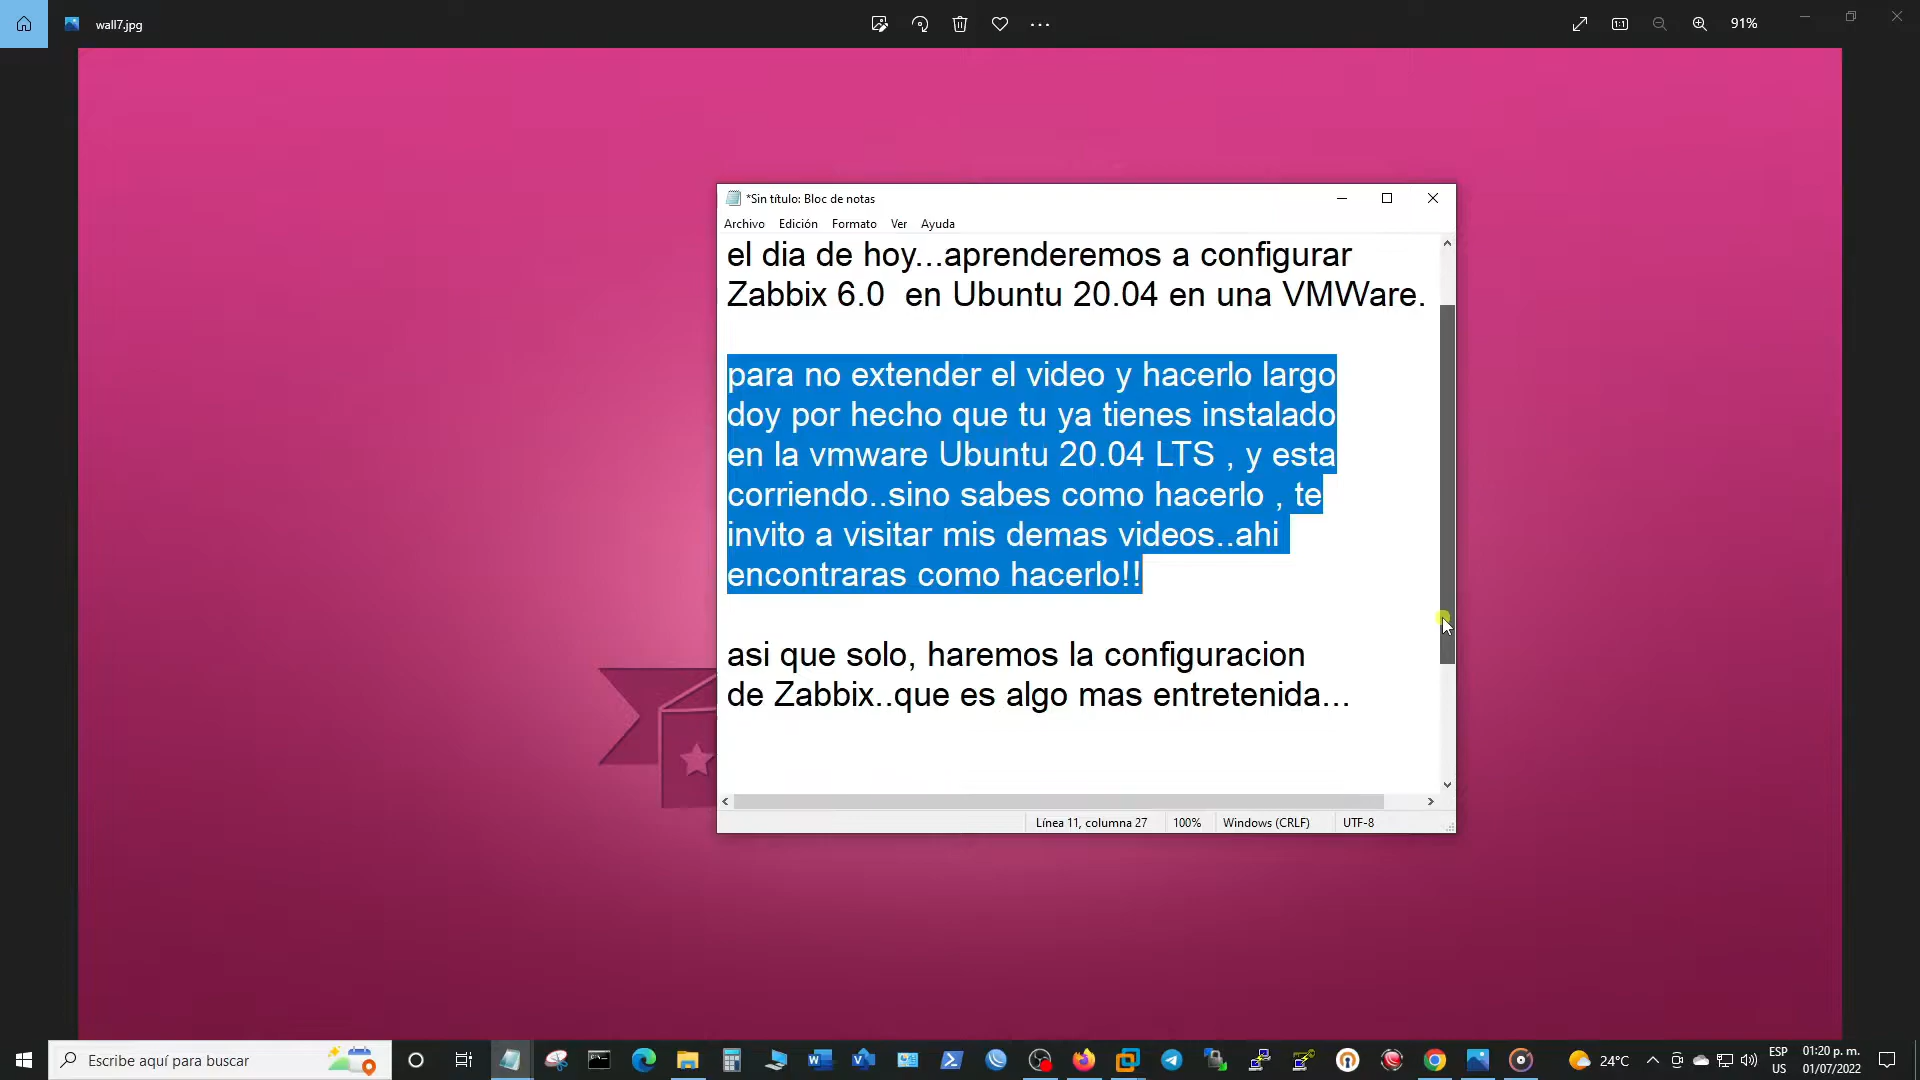 wall7.jpg
91%
*Sin título: Bloc de notas
Archivo Edición Formato Ver Ayuda
el dia de hoy...aprenderemos a configurar
Zabbix 6.0  en Ubuntu 20.04 en una VMWare.
para no extender el video y hacerlo largo
doy por hecho que tu ya tienes instalado
en la vmware Ubuntu 20.04 LTS , y esta
corriendo..sino sabes como hacerlo , te
invito a visitar mis demas videos..ahi
encontraras como hacerlo!!
asi que solo, haremos la configuracion
de Zabbix..que es algo mas entretenida...
Línea 11, columna 27 100% Windows (CRLF) UTF-8
Escribe aquí para buscar
24°C
ESP
US
01:20 p. m.
01/07/2022